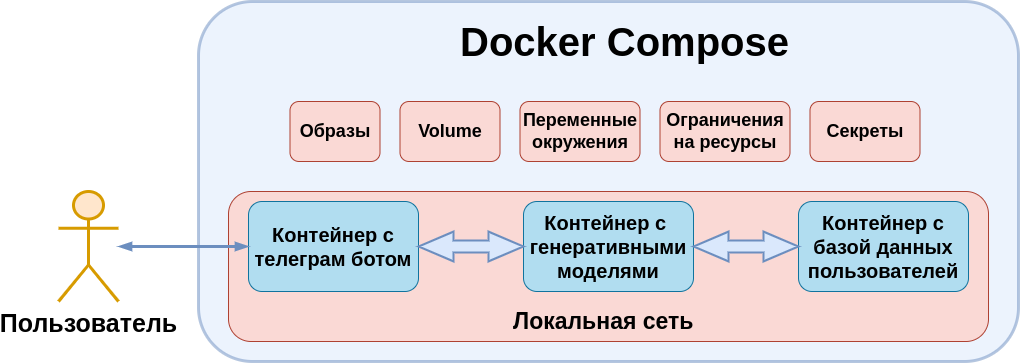 Docker Compose
Образы
Volume
Переменные
окружения
Ограничения
на ресурсы
Секреты
Контейнер с
телеграм ботом
Контейнер с
генеративными
моделями
Контейнер с
базой данных
пользователей
Пользователь
Локальная сеть